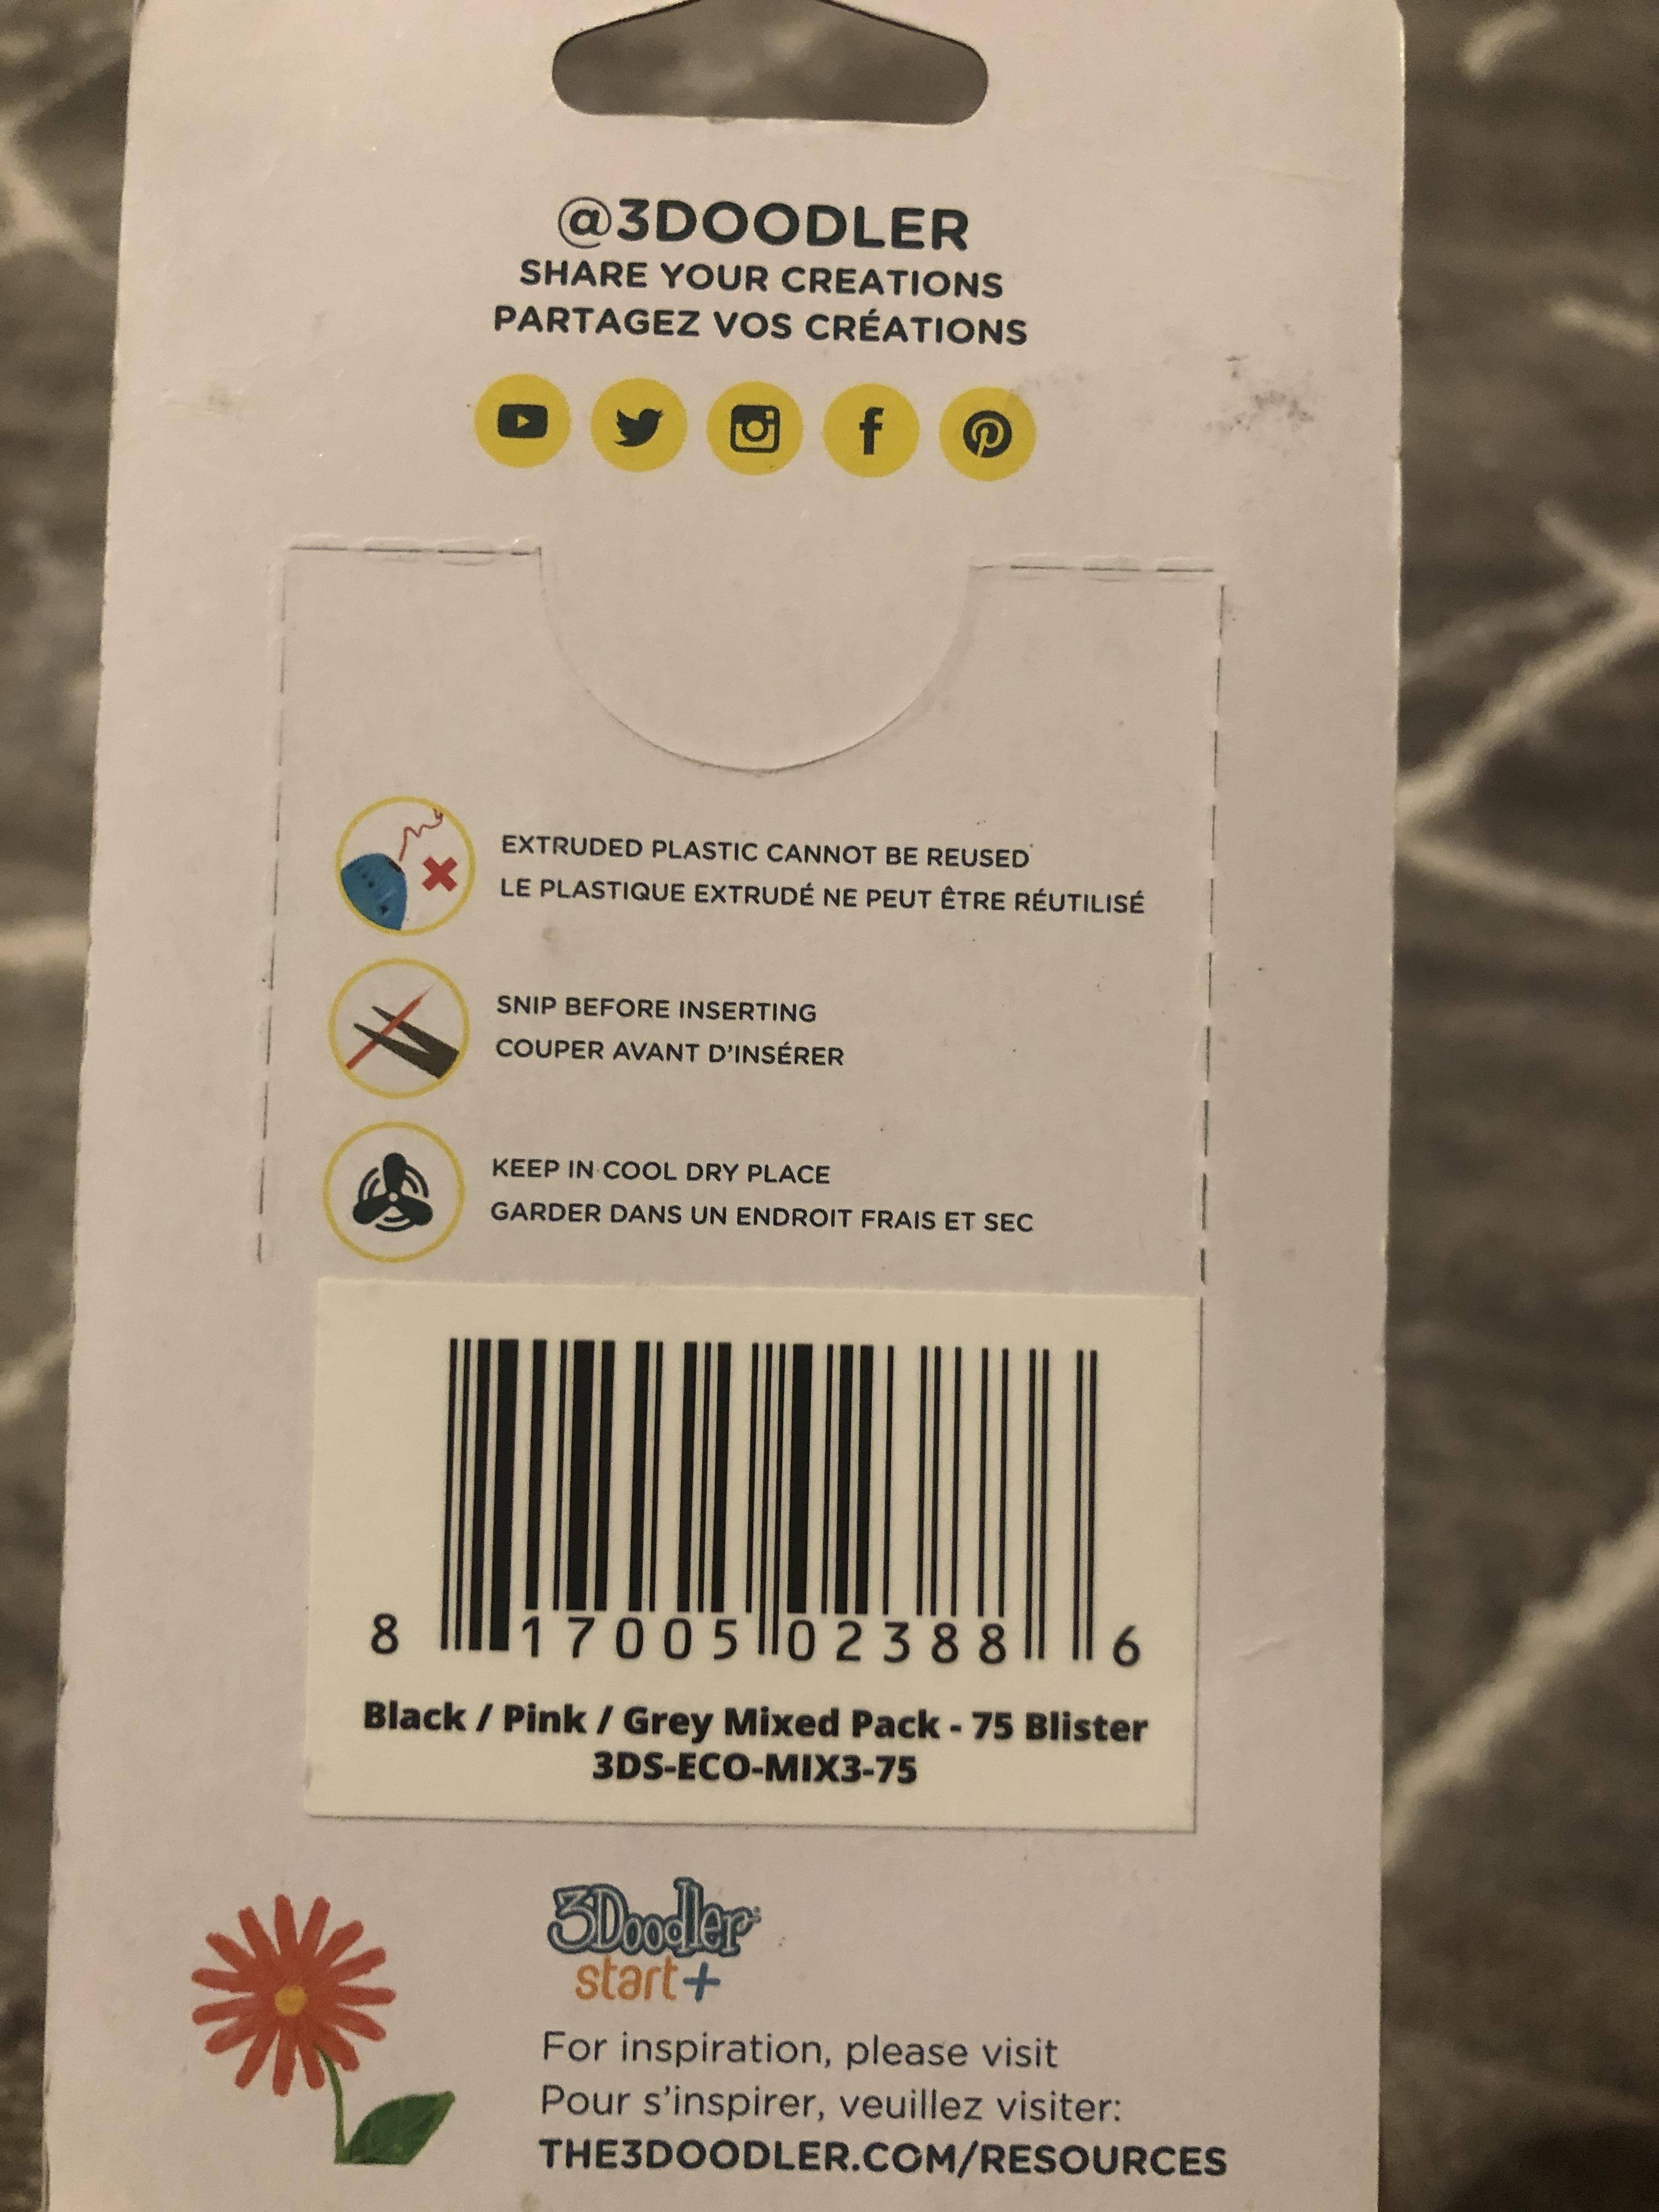 @3DOODLER
SHARE YOUR CREATIONS
PARTAGEZ VOS CRÉATIONS
EXTRUDED PLASTIC CANNOT BE REUSED
LE PLASTIQUE EXTRUDÉ NE PEUT ÊTRE RÉUTILISÉ
SNIP BEFORE INSERTING
COUPER AVANT D'INSÉRER
KEEP IN COOL DRY PLACE
GARDER DANS UN ENDROIT FRAIS ET SEC
8 17005 02388 6
Black / Pink / Grey Mixed Pack - 75 Blister
3DS-ECO-MIX3-75
3Doodler
start+
For inspiration, please visit
Pour s'inspirer, veuillez visiter:
THE3DOODLER.COM/RESOURCES